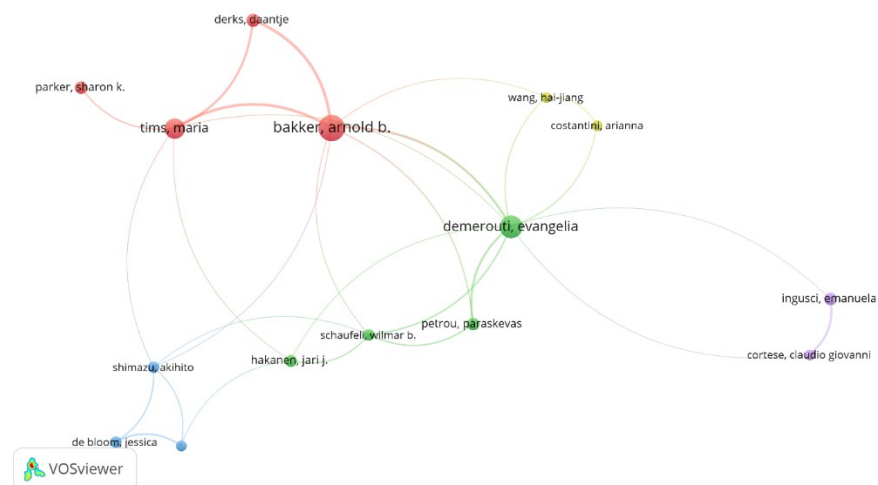 derks, daantje
parker, sharon k.
tims, maria
bakker, arnold b.
wang, hai-jiang
costantini, arianna
demerouti, evangelia
ingusci, emanuela
petrou, paraskevas
schaufeli, wilmar b.
hakanen, jari j.
cortese, claudio giovanni
shimazu, akihito
de bloom, jessica
VOSviewer